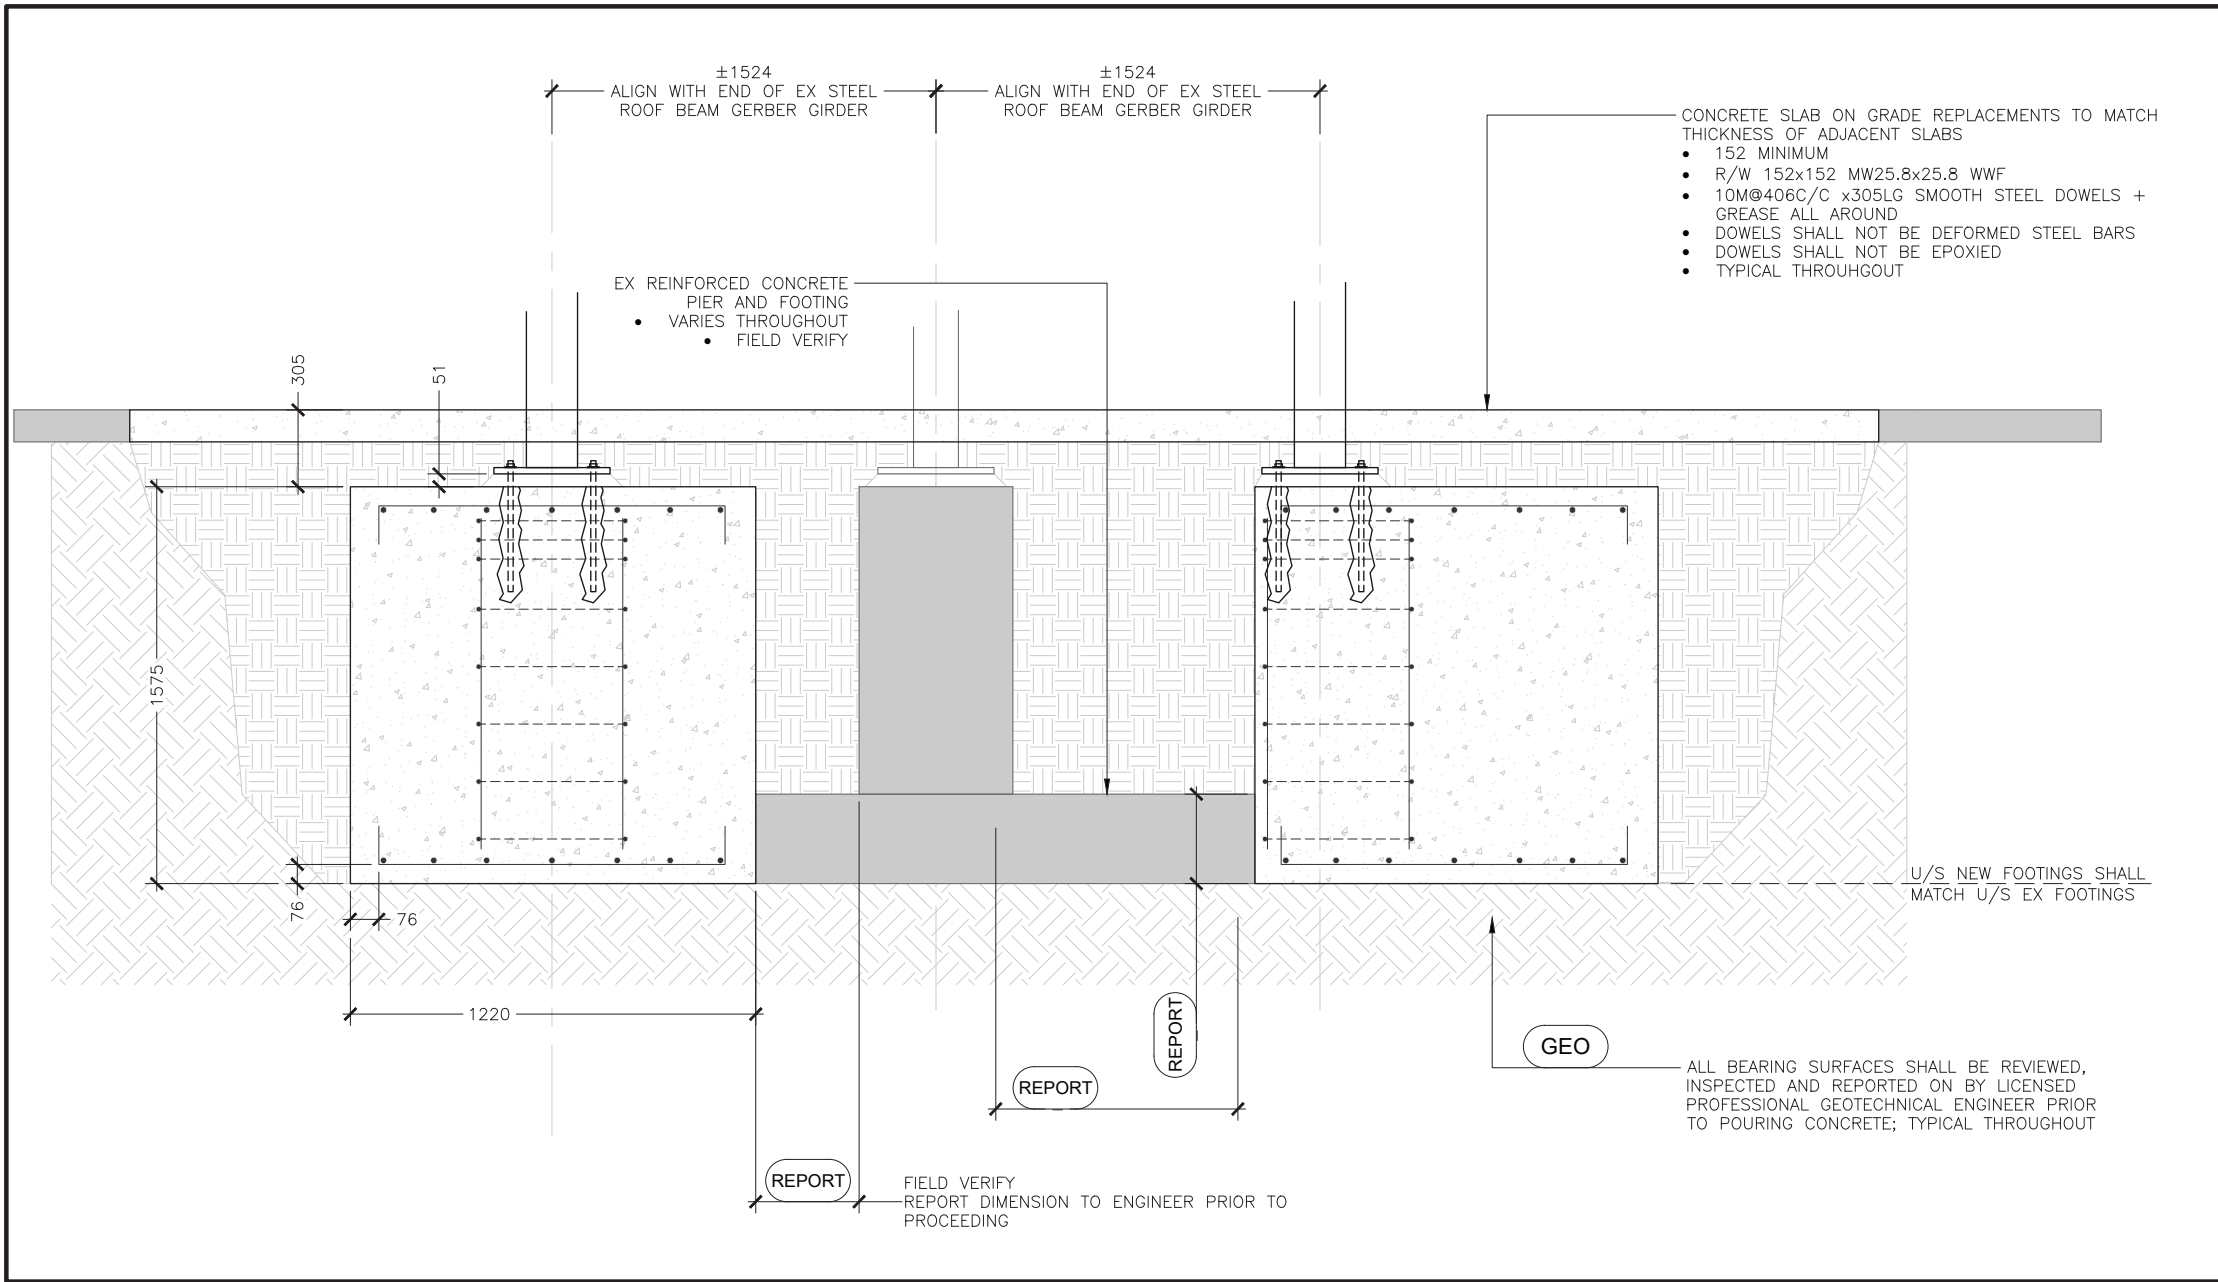 ±1524
ALIGN WITH END OF EX STEEL
ROOF BEAM GERBER GIRDER
±1524
ALIGN WITH END OF EX STEEL
ROOF BEAM GERBER GIRDER
CONCRETE SLAB ON GRADE REPLACEMENTS TO MATCH
THICKNESS OF ADJACENT SLABS
• 152 MINIMUM
• R/W 152x152 MW25.8x25.8 WWF
• 10M@406C/C x305LG SMOOTH STEEL DOWELS +
GREASE ALL AROUND
• DOWELS SHALL NOT BE DEFORMED STEEL BARS
• DOWELS SHALL NOT BE EPOXIED
• TYPICAL THROUHGOUT
EX REINFORCED CONCRETE
PIER AND FOOTING
• VARIES THROUGHOUT
• FIELD VERIFY
305
51
1575
76
76
1220
U/S NEW FOOTINGS SHALL
MATCH U/S EX FOOTINGS
REPORT
GEO
REPORT
ALL BEARING SURFACES SHALL BE REVIEWED,
INSPECTED AND REPORTED ON BY LICENSED
PROFESSIONAL GEOTECHNICAL ENGINEER PRIOR
TO POURING CONCRETE; TYPICAL THROUGHOUT
REPORT
FIELD VERIFY
REPORT DIMENSION TO ENGINEER PRIOR TO
PROCEEDING